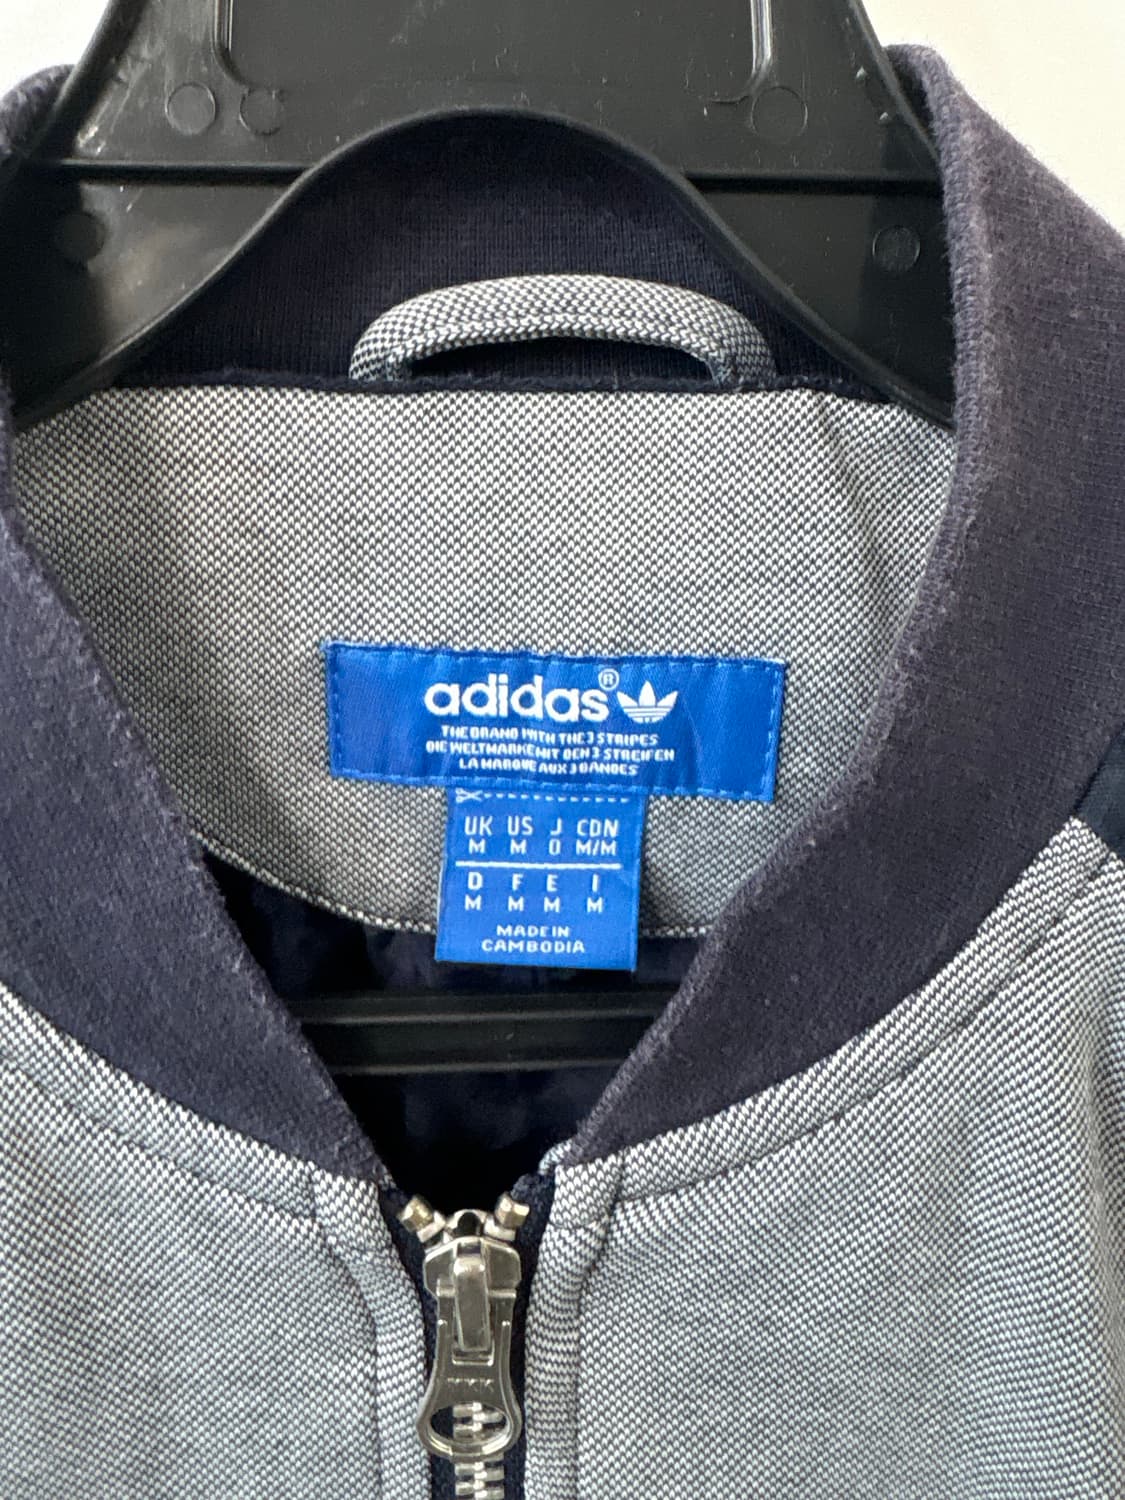 adidas®
THE BRAND WITH THE 3 STRIPES
DIE WELTMARKE MIT DEN 3 STREIFEN
LA MARQUE AUX 3 BANDES
UK US J CDN
M M O M/M
D F E I
M M M M
MADE IN
CAMBODIA
YKK